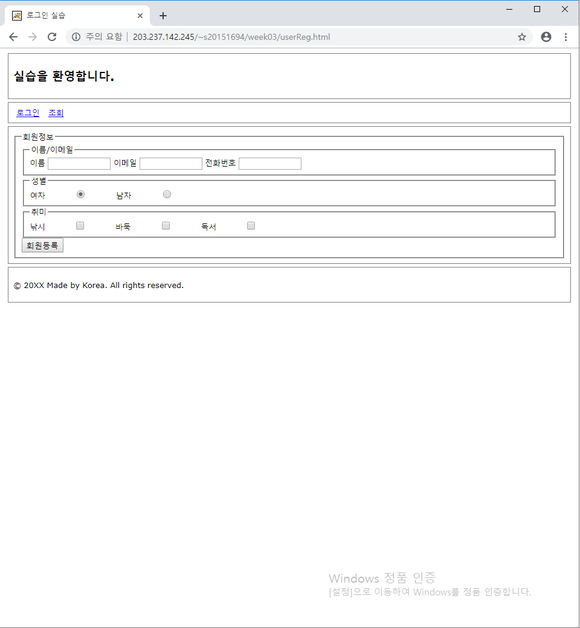 로그인 실습
주의 요함 | 203.237.142.245/~s20151694/week03/userReg.html
실습을 환영합니다.
로그인 조회
회원정보
이름/이메일
이름 이메일 전화번호
성별
여자 남자
취미
낚시 바둑 독서
회원등록
© 20XX Made by Korea. All rights reserved.
Windows 정품 인증
[설정]으로 이동하여 Windows를 정품 인증합니다.